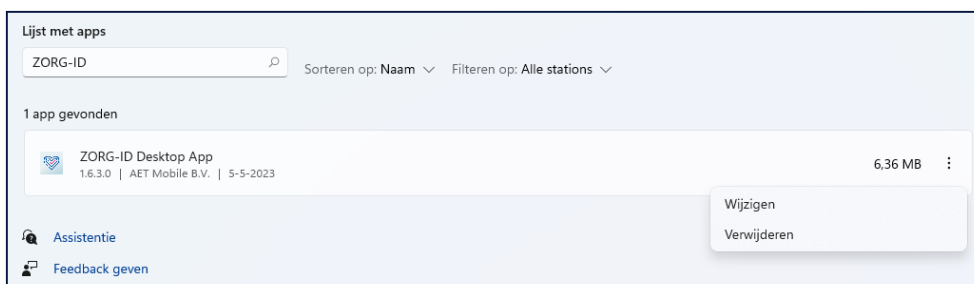 Lijst met apps
ZORG-ID
Sorteren op: Naam Filteren op: Alle stations
1 app gevonden
ZORG-ID Desktop App
1.6.3.0 | AET Mobile B.V. | 5-5-2023
6,36 MB
Wijzigen
Verwijderen
Assistentie
Feedback geven